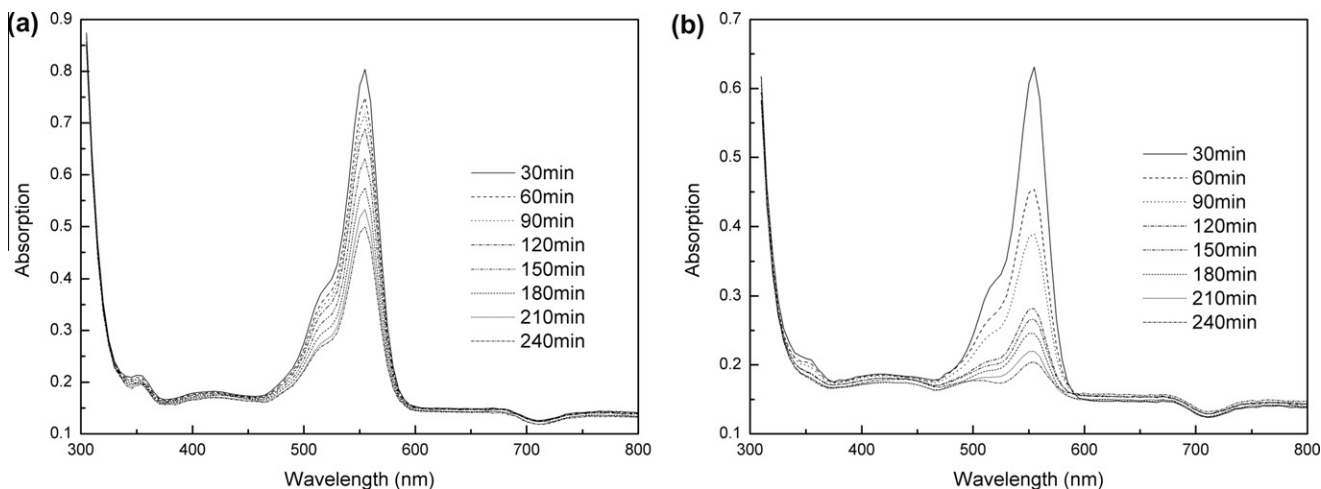 (a)
0.9
0.8
0.7
0.6
0.5
0.4
0.3
0.2
0.1
Absorption
30min
60min
90min
120min
150min
180min
210min
240min
300
400
500
600
700
800
Wavelength (nm)
(b)
0.7
0.6
0.5
0.4
0.3
0.2
0.1
Absorption
30min
60min
90min
120min
150min
180min
210min
240min
300
400
500
600
700
800
Wavelength (nm)